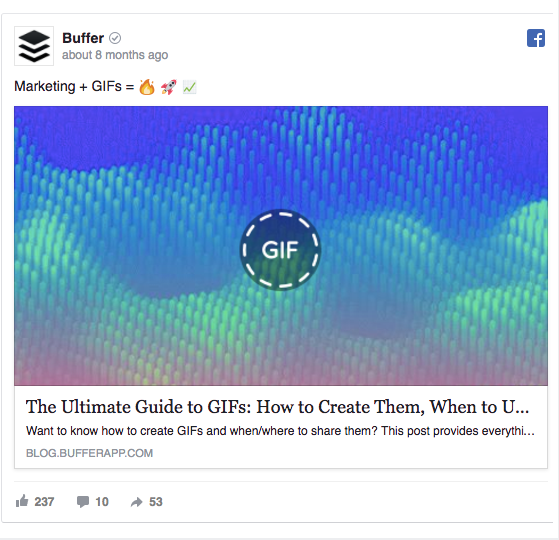 Buffer
about 8 months ago
Marketing + GIFs = 🔥 🚀 📈
GIF
The Ultimate Guide to GIFs: How to Create Them, When to U...
Want to know how to create GIFs and when/where to share them? This post provides everythi...
BLOG.BUFFERAPP.COM
237 10 53